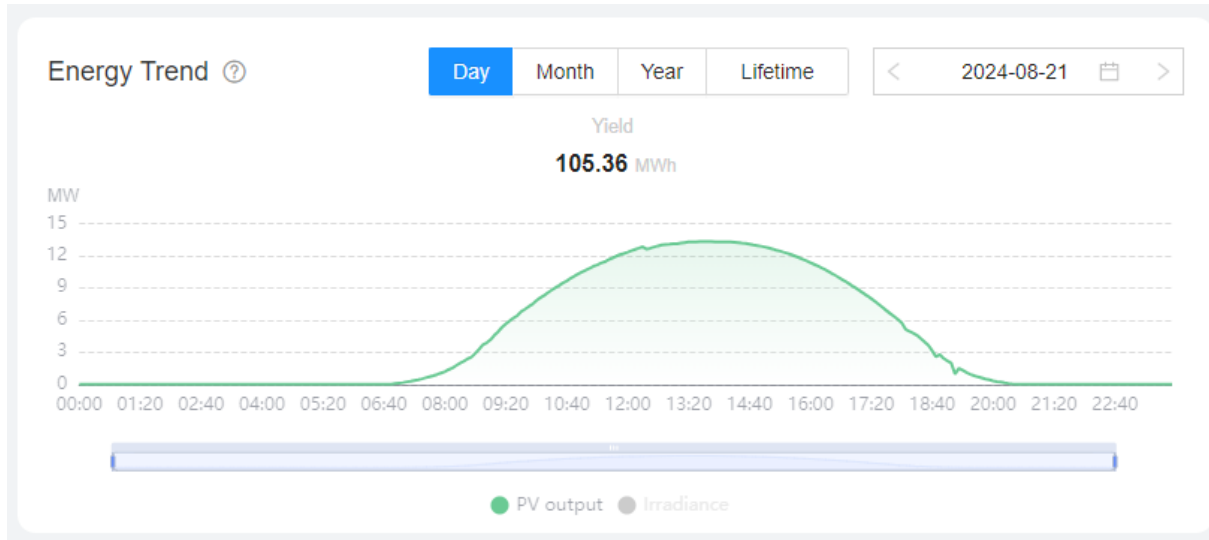 Energy Trend ?
Day Month Year Lifetime
< 2024-08-21 >
Yield
105.36 MWh
MW
15
12
9
6
3
0
00:00 01:20 02:40 04:00 05:20 06:40 08:00 09:20 10:40 12:00 13:20 14:40 16:00 17:20 18:40 20:00 21:20 22:40
PV output Irradiance